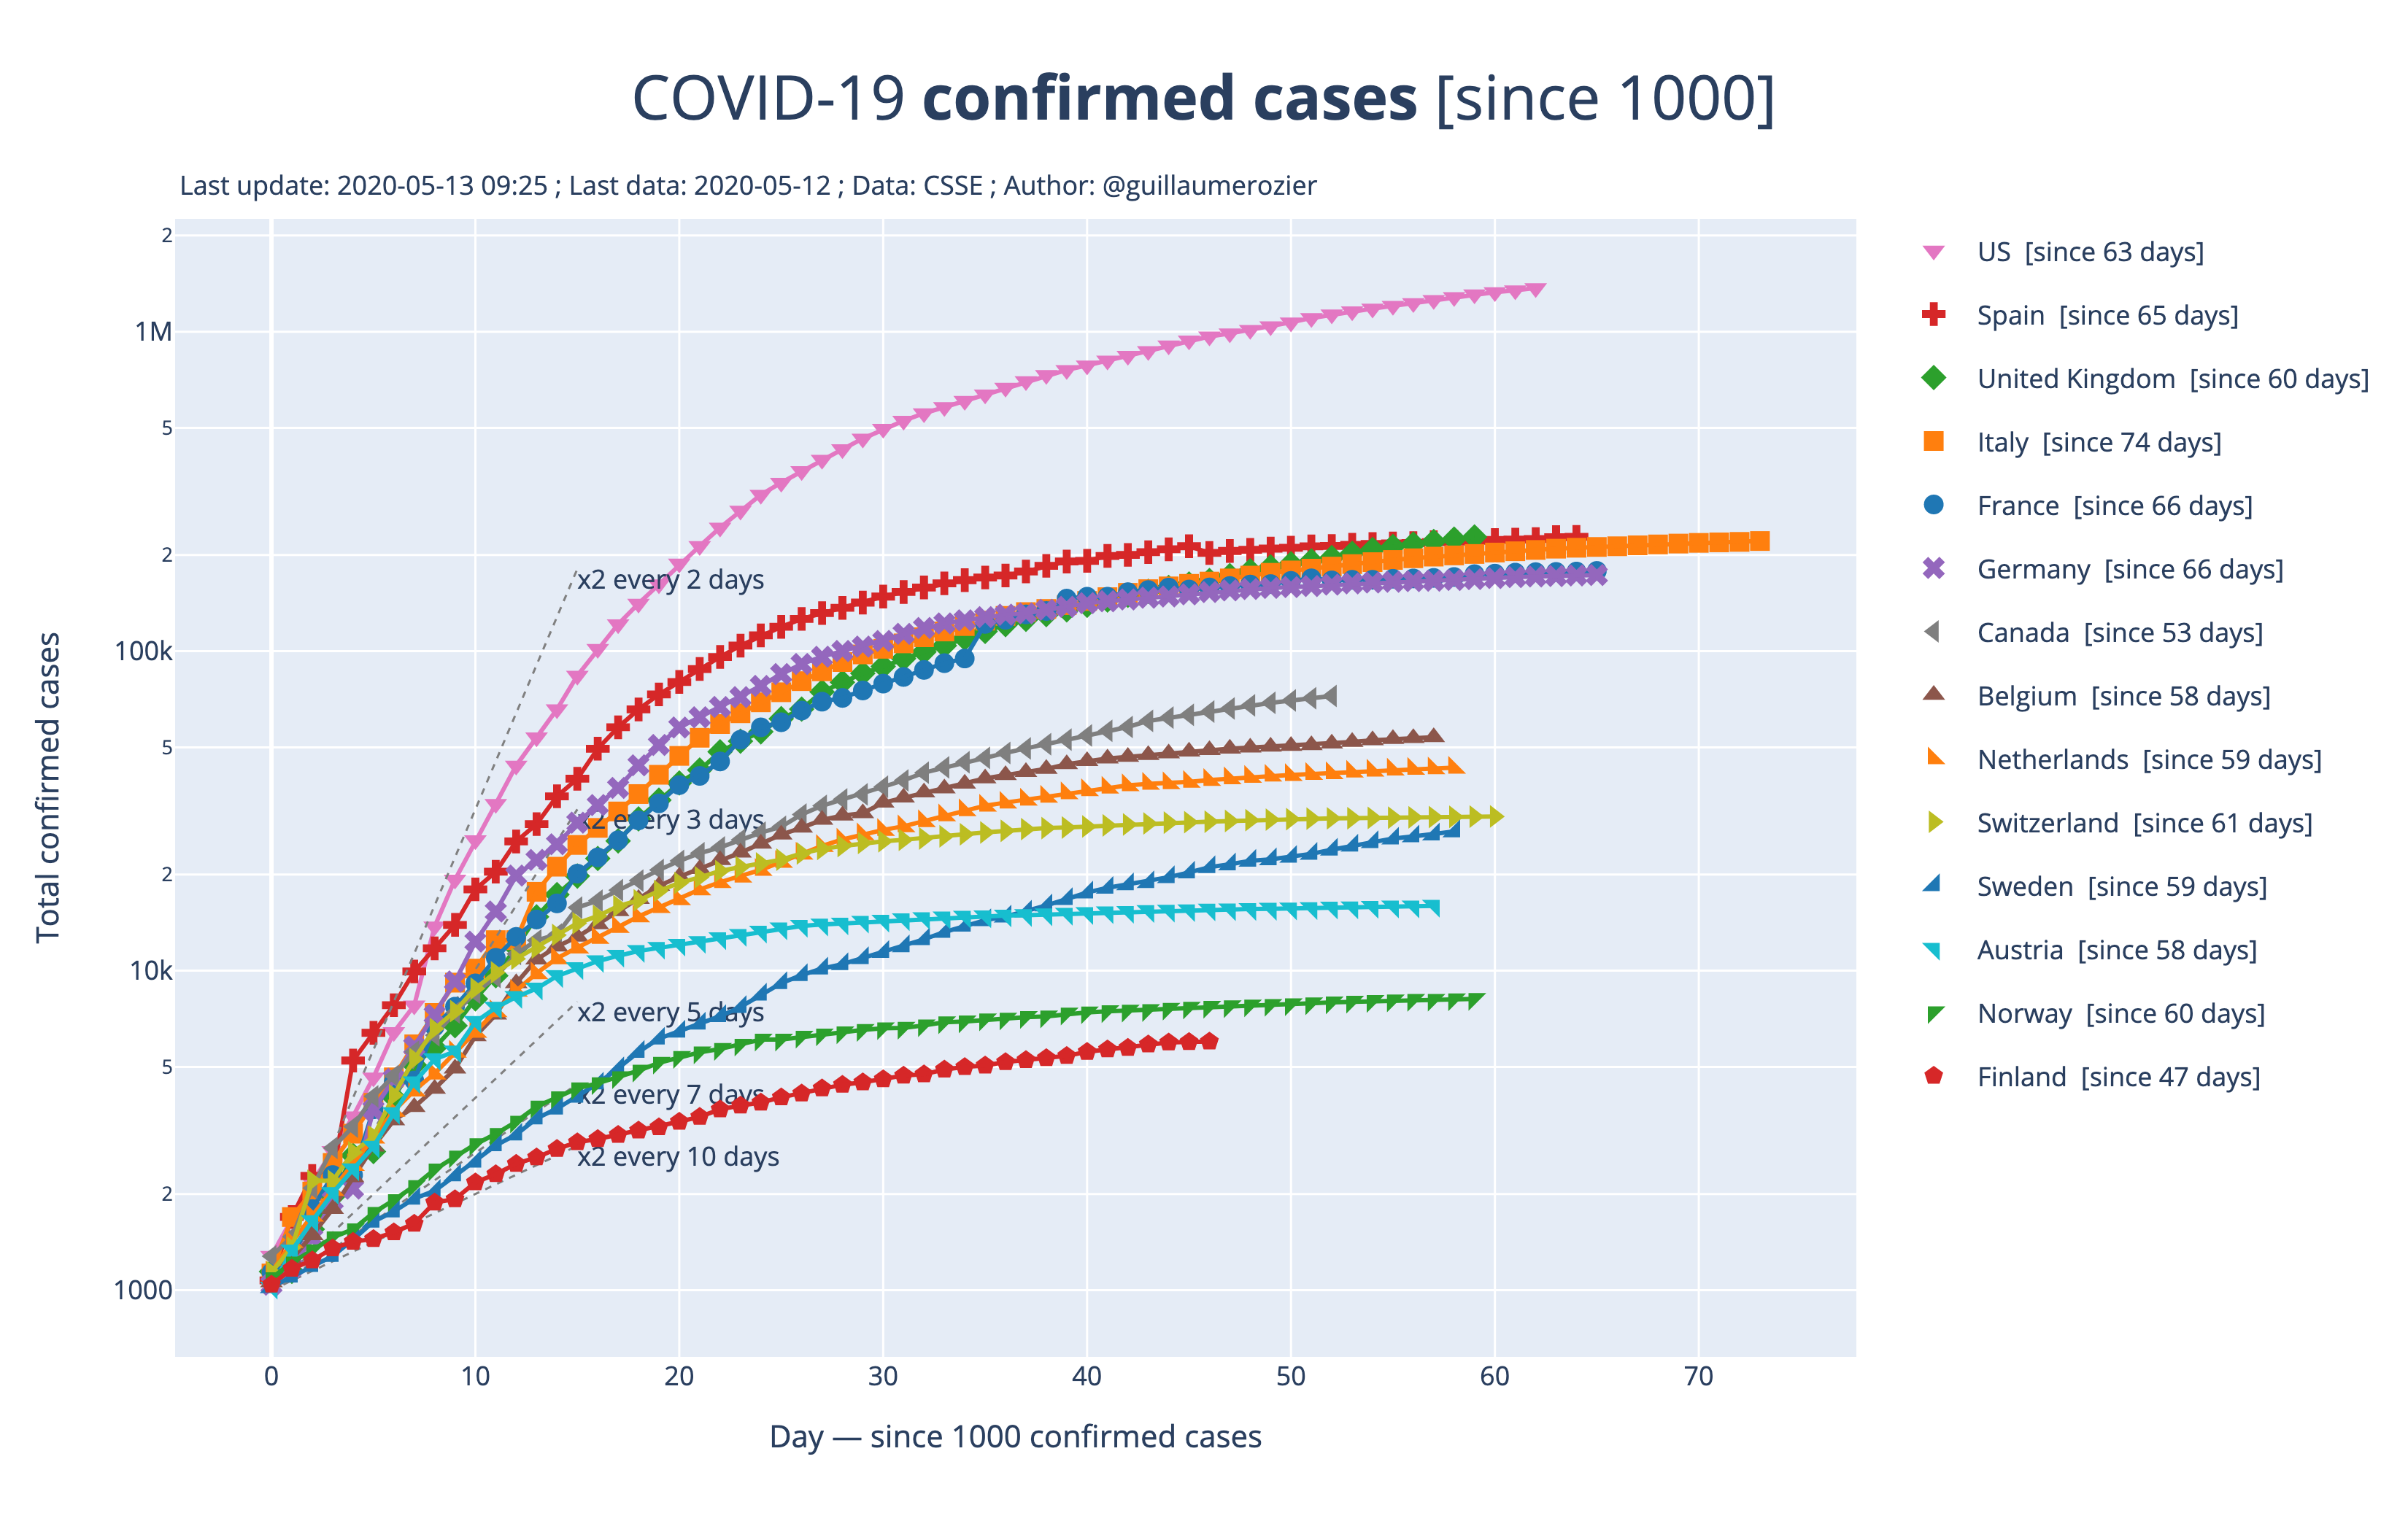 COVID-19 confirmed cases [since 1000]
Last update: 2020-05-13 09:25 ; Last data: 2020-05-12 ; Data: CSSE ; Author: @guillaumerozier
2
1M
5
2
100k
5
2
10k
5
2
1000
Total confirmed cases
x2 every 2 days
x2 every 3 days
x2 every 5 days
x2 every 7 days
x2 every 10 days
0 10 20 30 40 50 60 70
Day — since 1000 confirmed cases
US [since 63 days]
Spain [since 65 days]
United Kingdom [since 60 days]
Italy [since 74 days]
France [since 66 days]
Germany [since 66 days]
Canada [since 53 days]
Belgium [since 58 days]
Netherlands [since 59 days]
Switzerland [since 61 days]
Sweden [since 59 days]
Austria [since 58 days]
Norway [since 60 days]
Finland [since 47 days]